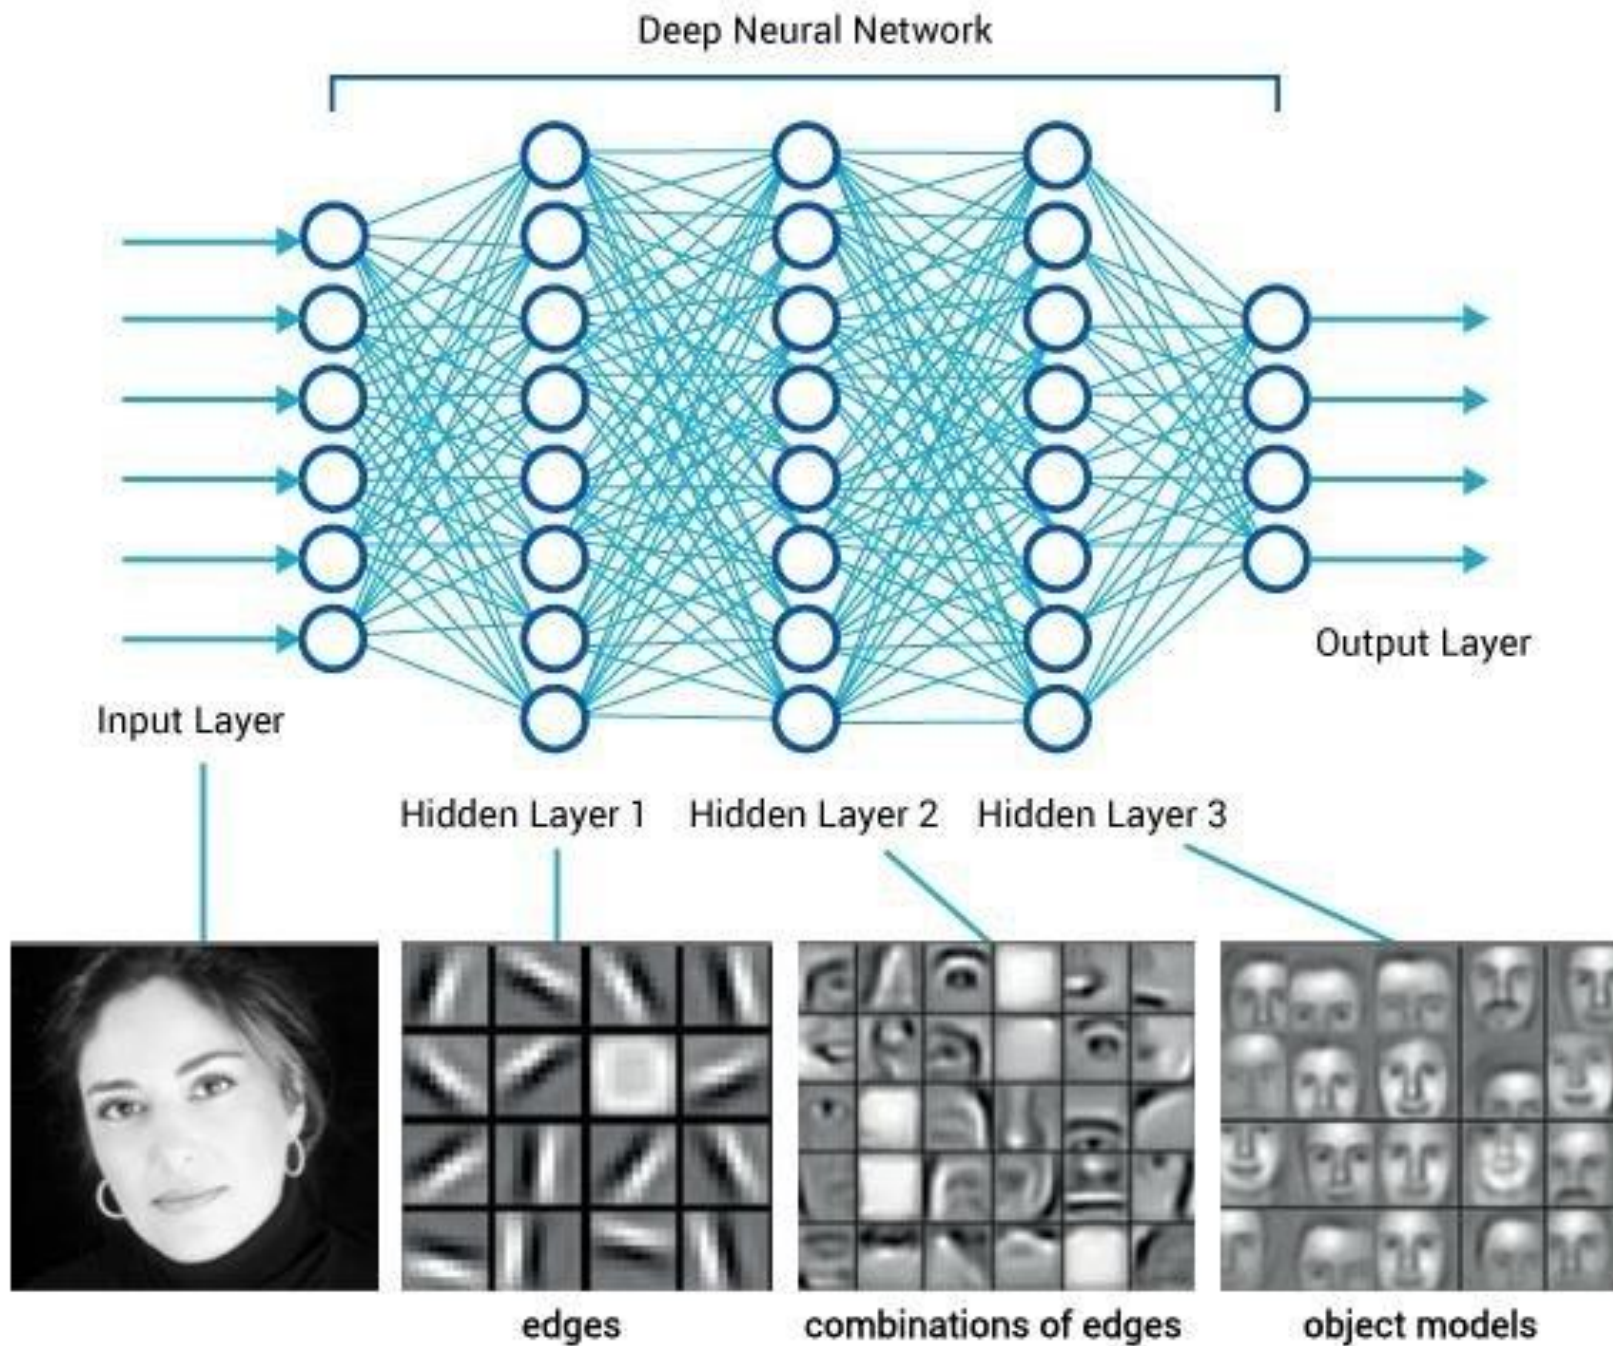 Deep Neural Network
Output Layer
Input Layer
Hidden Layer 1
Hidden Layer 2
Hidden Layer 3
edges
combinations of edges
object models